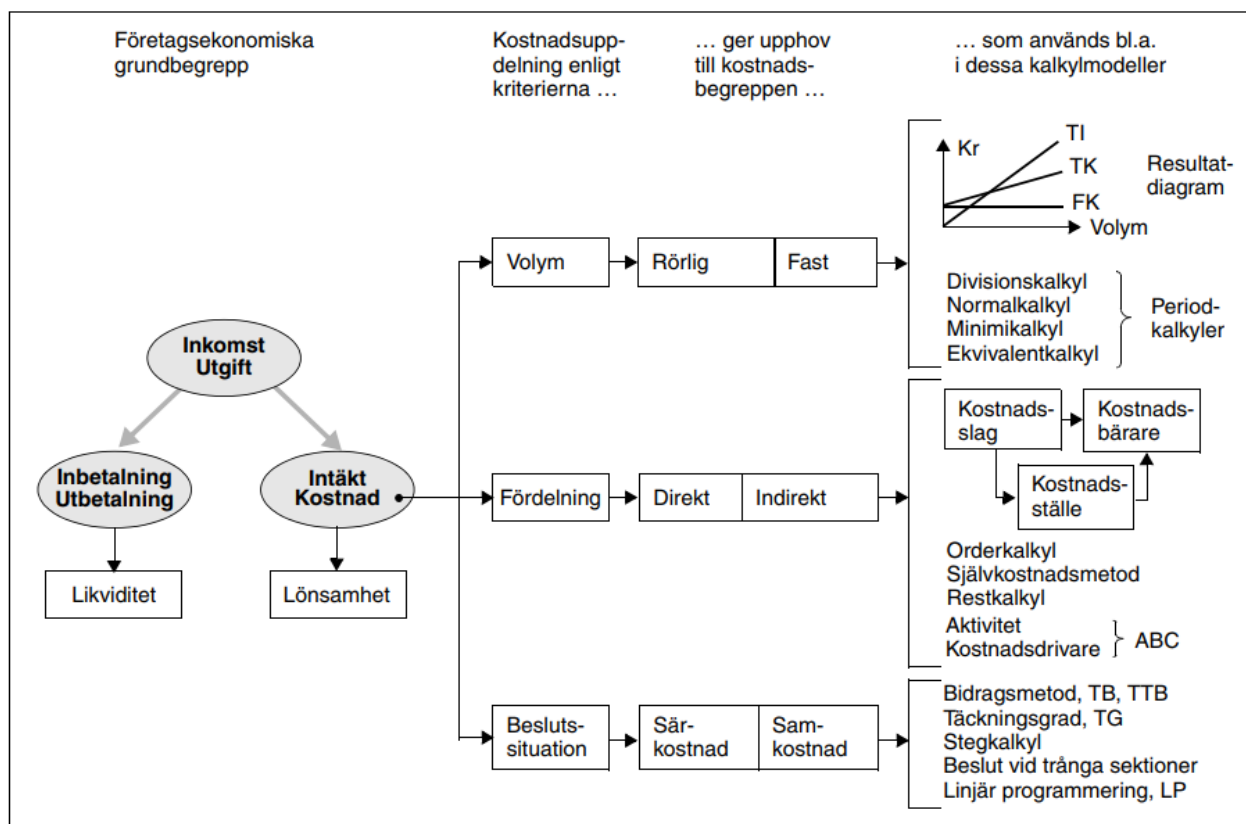 Företagsekonomiska
grundbegrepp
Kostnadsupp-
delning enligt
kriterierna …
… ger upphov
till kostnads-
begreppen …
… som används bl.a.
i dessa kalkylmodeller
Inkomst
Utgift
Inbetalning
Utbetalning
Intäkt
Kostnad
Likviditet
Lönsamhet
Volym
Rörlig
Fast
Kr
TI
TK
FK
Volym
Resultat-
diagram
Divisionskalkyl
Normalkalkyl
Minimikalkyl
Ekvivalentkalkyl
Period-
kalkyler
Fördelning
Direkt
Indirekt
Kostnads-
slag
Kostnads-
bärare
Kostnads-
ställe
Orderkalkyl
Självkostnadsmetod
Restkalkyl
Aktivitet
Kostnadsdrivare
ABC
Besluts-
situation
Sär-
kostnad
Sam-
kostnad
Bidragsmetod, TB, TTB
Täckningsgrad, TG
Stegkalkyl
Beslut vid trånga sektioner
Linjär programmering, LP